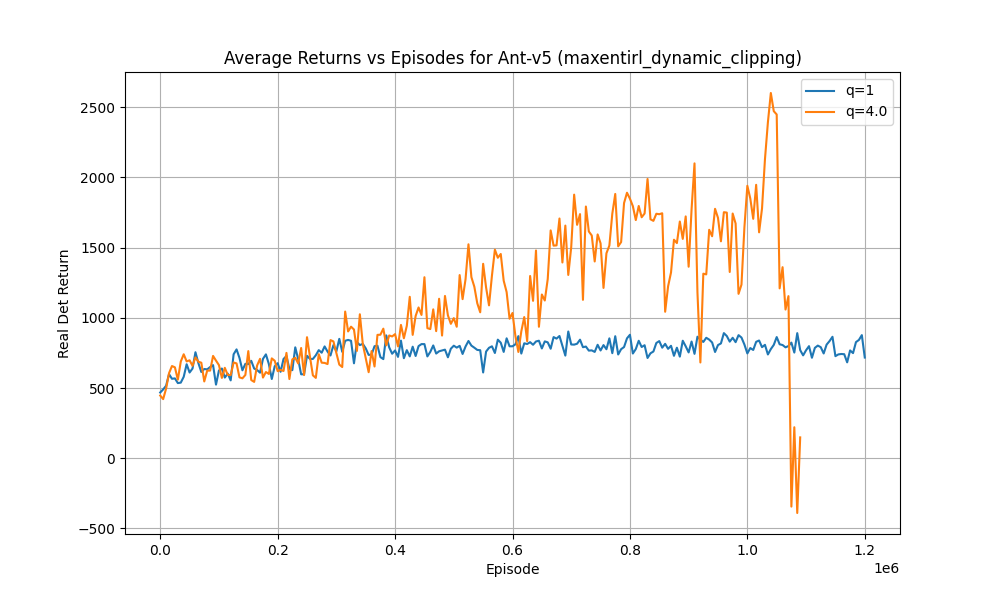 Average Returns vs Episodes for Ant-v5 (maxentirl_dynamic_clipping)
q=1
q=4.0
Real Det Return
2500
2000
1500
1000
500
0
−500
0.0 0.2 0.4 0.6 0.8 1.0 1.2
1e6
Episode